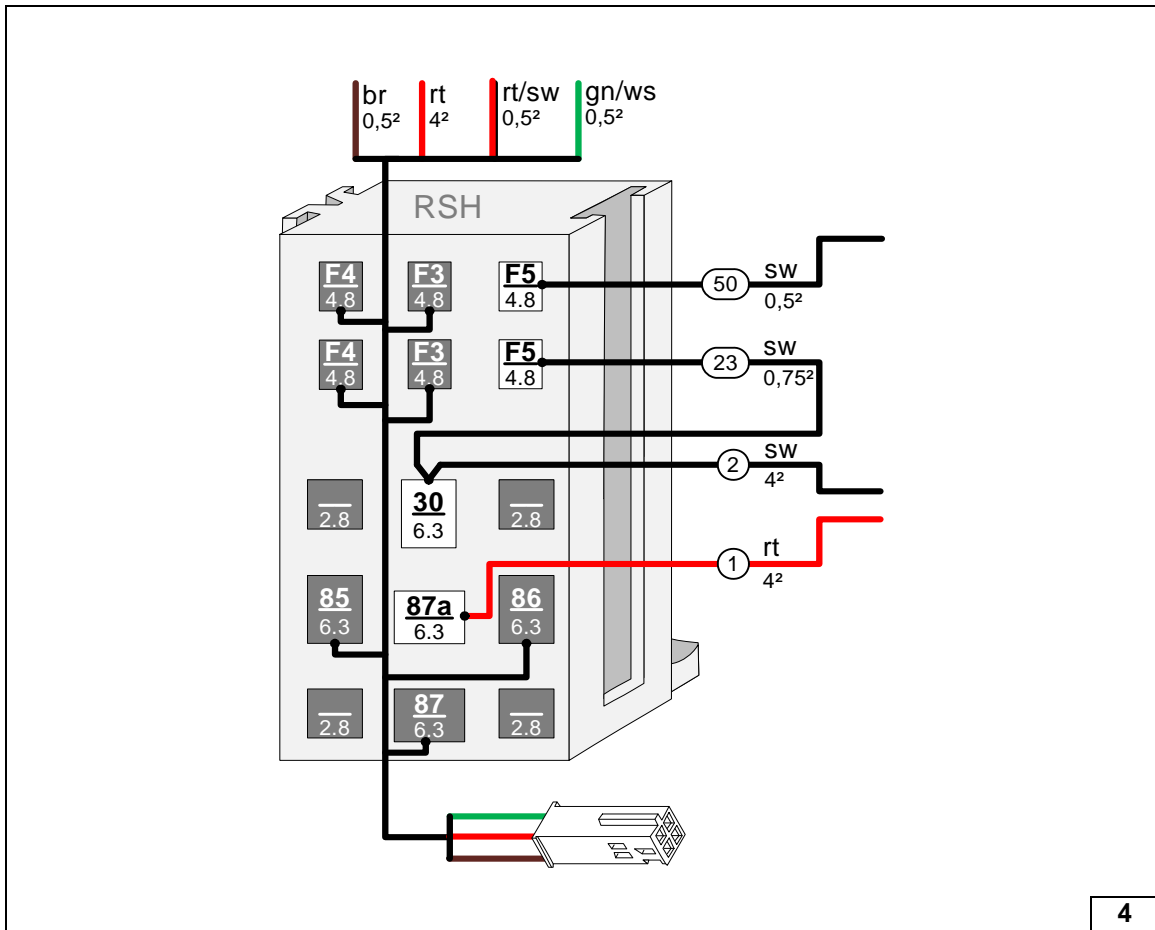 br rt rt/sw gn/ws
0,5² 4² 0,5² 0,5²
RSH
F4 F3 F5
4.8 4.8 4.8
50 sw
0,5²
F4 F3 F5
4.8 4.8 4.8
23 sw
0,75²
2 sw
4²
30
2.8 6.3 2.8
1 rt
4²
85 87a 86
6.3 6.3 6.3
87
2.8 6.3 2.8
4